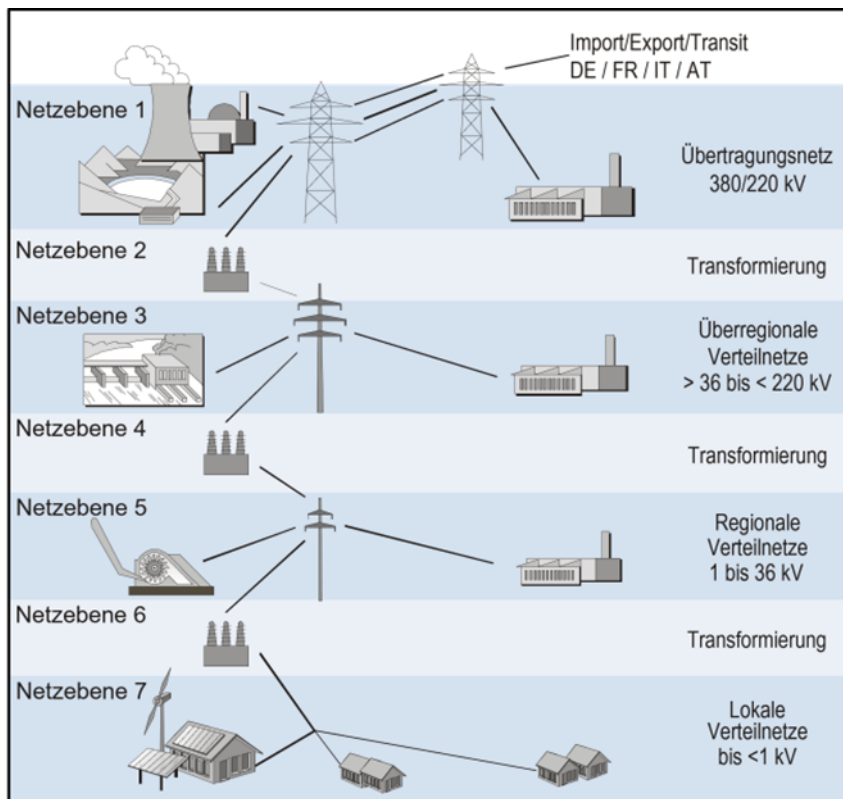 Import/Export/Transit
DE / FR / IT / AT
Netzebene 1
Übertragungsnetz
380/220 kV
Netzebene 2
Transformierung
Netzebene 3
Überregionale
Verteilnetze
> 36 bis < 220 kV
Netzebene 4
Transformierung
Netzebene 5
Regionale
Verteilnetze
1 bis 36 kV
Netzebene 6
Transformierung
Netzebene 7
Lokale
Verteilnetze
bis <1 kV